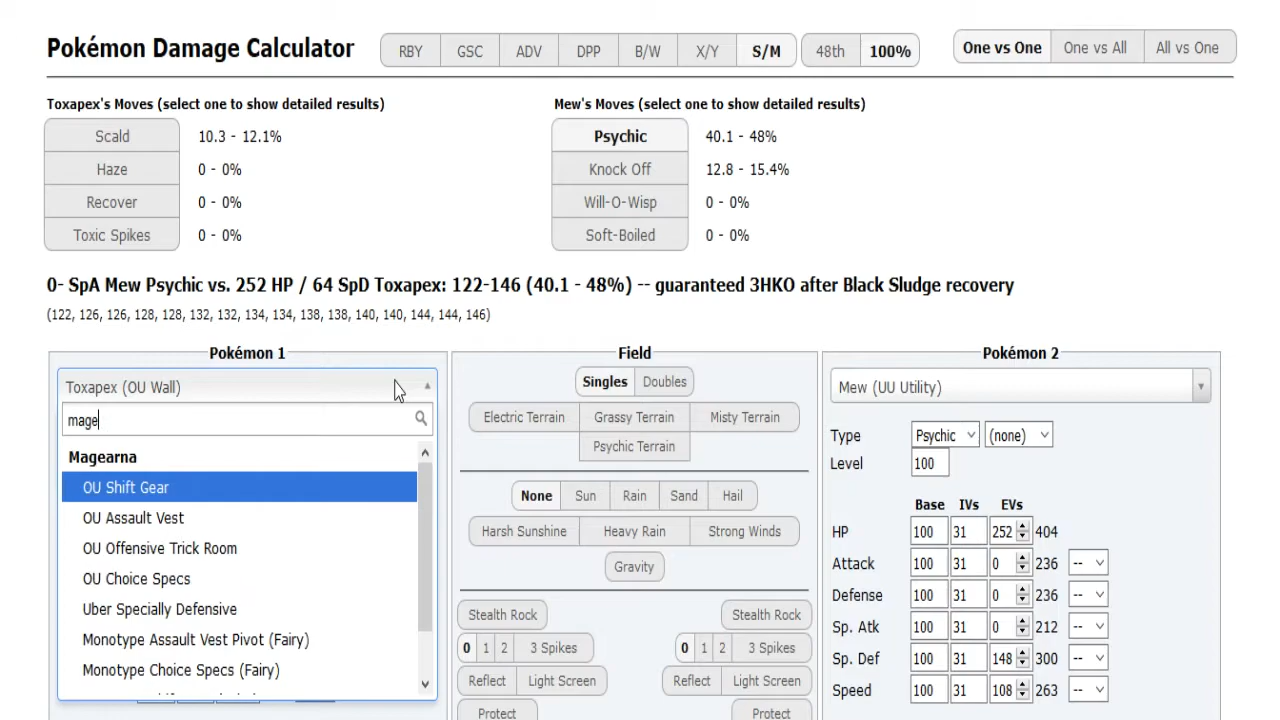 Pokémon Damage Calculator
RBY GSC ADV DPP B/W X/Y S/M 48th 100% One vs One One vs All All vs One
Toxapex's Moves (select one to show detailed results)
Scald 10.3 - 12.1%
Haze 0 - 0%
Recover 0 - 0%
Toxic Spikes 0 - 0%
Mew's Moves (select one to show detailed results)
Psychic 40.1 - 48%
Knock Off 12.8 - 15.4%
Will-O-Wisp 0 - 0%
Soft-Boiled 0 - 0%
0- SpA Mew Psychic vs. 252 HP / 64 SpD Toxapex: 122-146 (40.1 - 48%) -- guaranteed 3HKO after Black Sludge recovery
(122, 126, 126, 128, 128, 132, 132, 134, 134, 138, 138, 140, 140, 144, 144, 146)
Pokémon 1
Toxapex (OU Wall)
mage
Magearna
OU Shift Gear
OU Assault Vest
OU Offensive Trick Room
OU Choice Specs
Uber Specially Defensive
Monotype Assault Vest Pivot (Fairy)
Monotype Choice Specs (Fairy)
Field
Singles Doubles
Electric Terrain Grassy Terrain Misty Terrain
Psychic Terrain
None Sun Rain Sand Hail
Harsh Sunshine Heavy Rain Strong Winds
Gravity
Stealth Rock Stealth Rock
0 1 2 3 Spikes 0 1 2 3 Spikes
Reflect Light Screen Reflect Light Screen
Protect Protect
Pokémon 2
Mew (UU Utility)
Type Psychic (none)
Level 100
Base IVs EVs
HP 100 31 252 404
Attack 100 31 0 236 --
Defense 100 31 0 236 --
Sp. Atk 100 31 0 212 --
Sp. Def 100 31 148 300 --
Speed 100 31 108 263 --